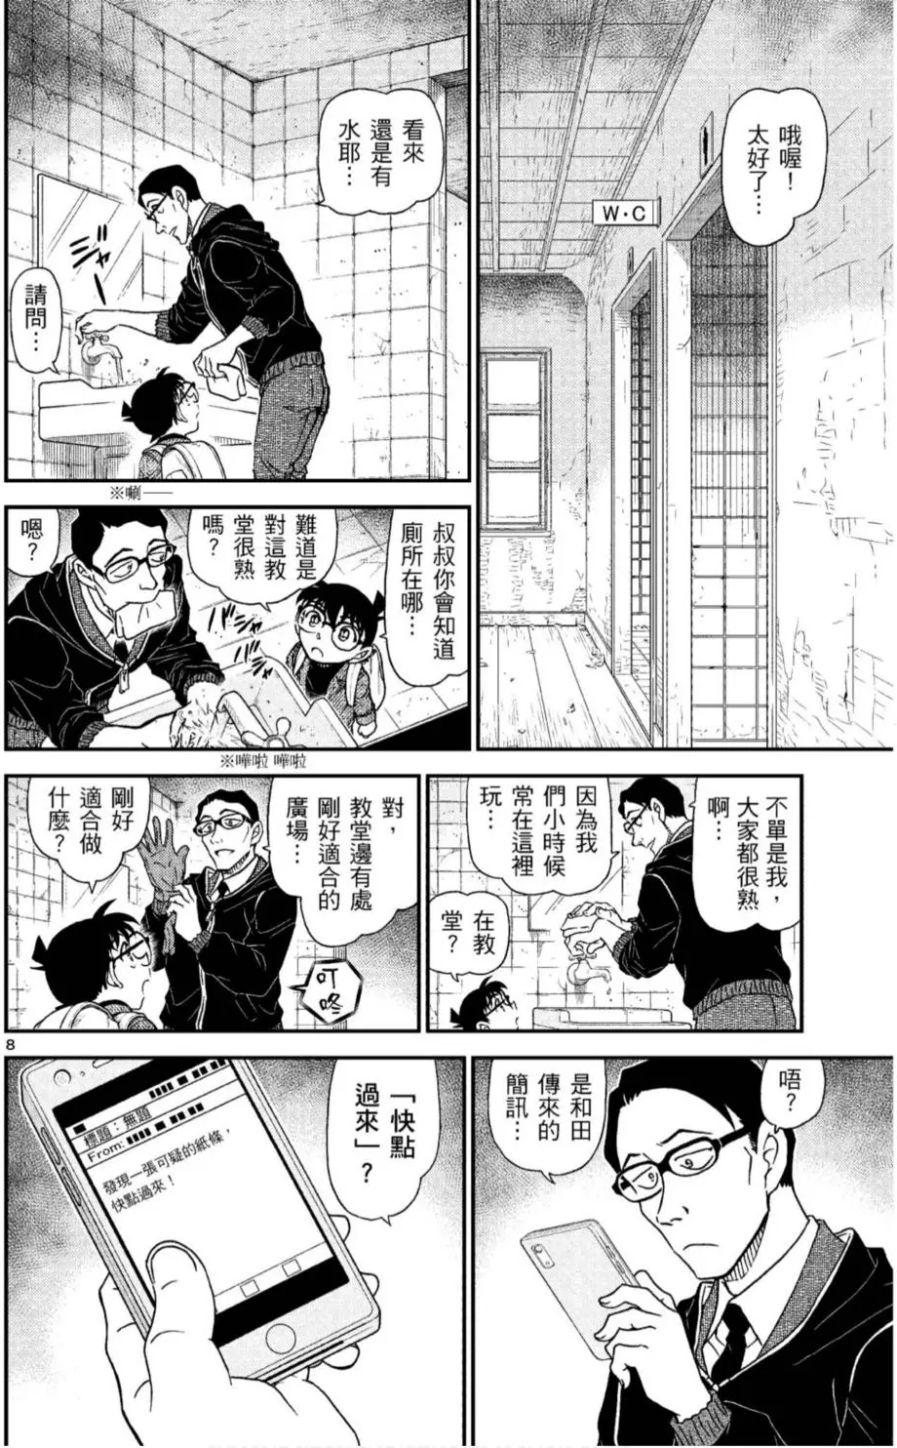 哦喔！
太好了…
W・C
看來
還是有
水耶…
請問…
※唰——
叔叔你會知道
廁所在哪…
難道是
對這教
堂很熟
嗎？
嗯？
※嘩啦 嘩啦
不單是我，
大家都很熟
啊…
因為我
們小時候
常在這裡
玩…
在教
堂？
對，
教堂邊有處
剛好適合的
廣場…
剛好
適合做
什麼？
叮咚
8
唔？
是和田
傳來的
簡訊…
「快點
過來」？
標題：無題
From:
發現一張可疑的紙條，
快點過來！